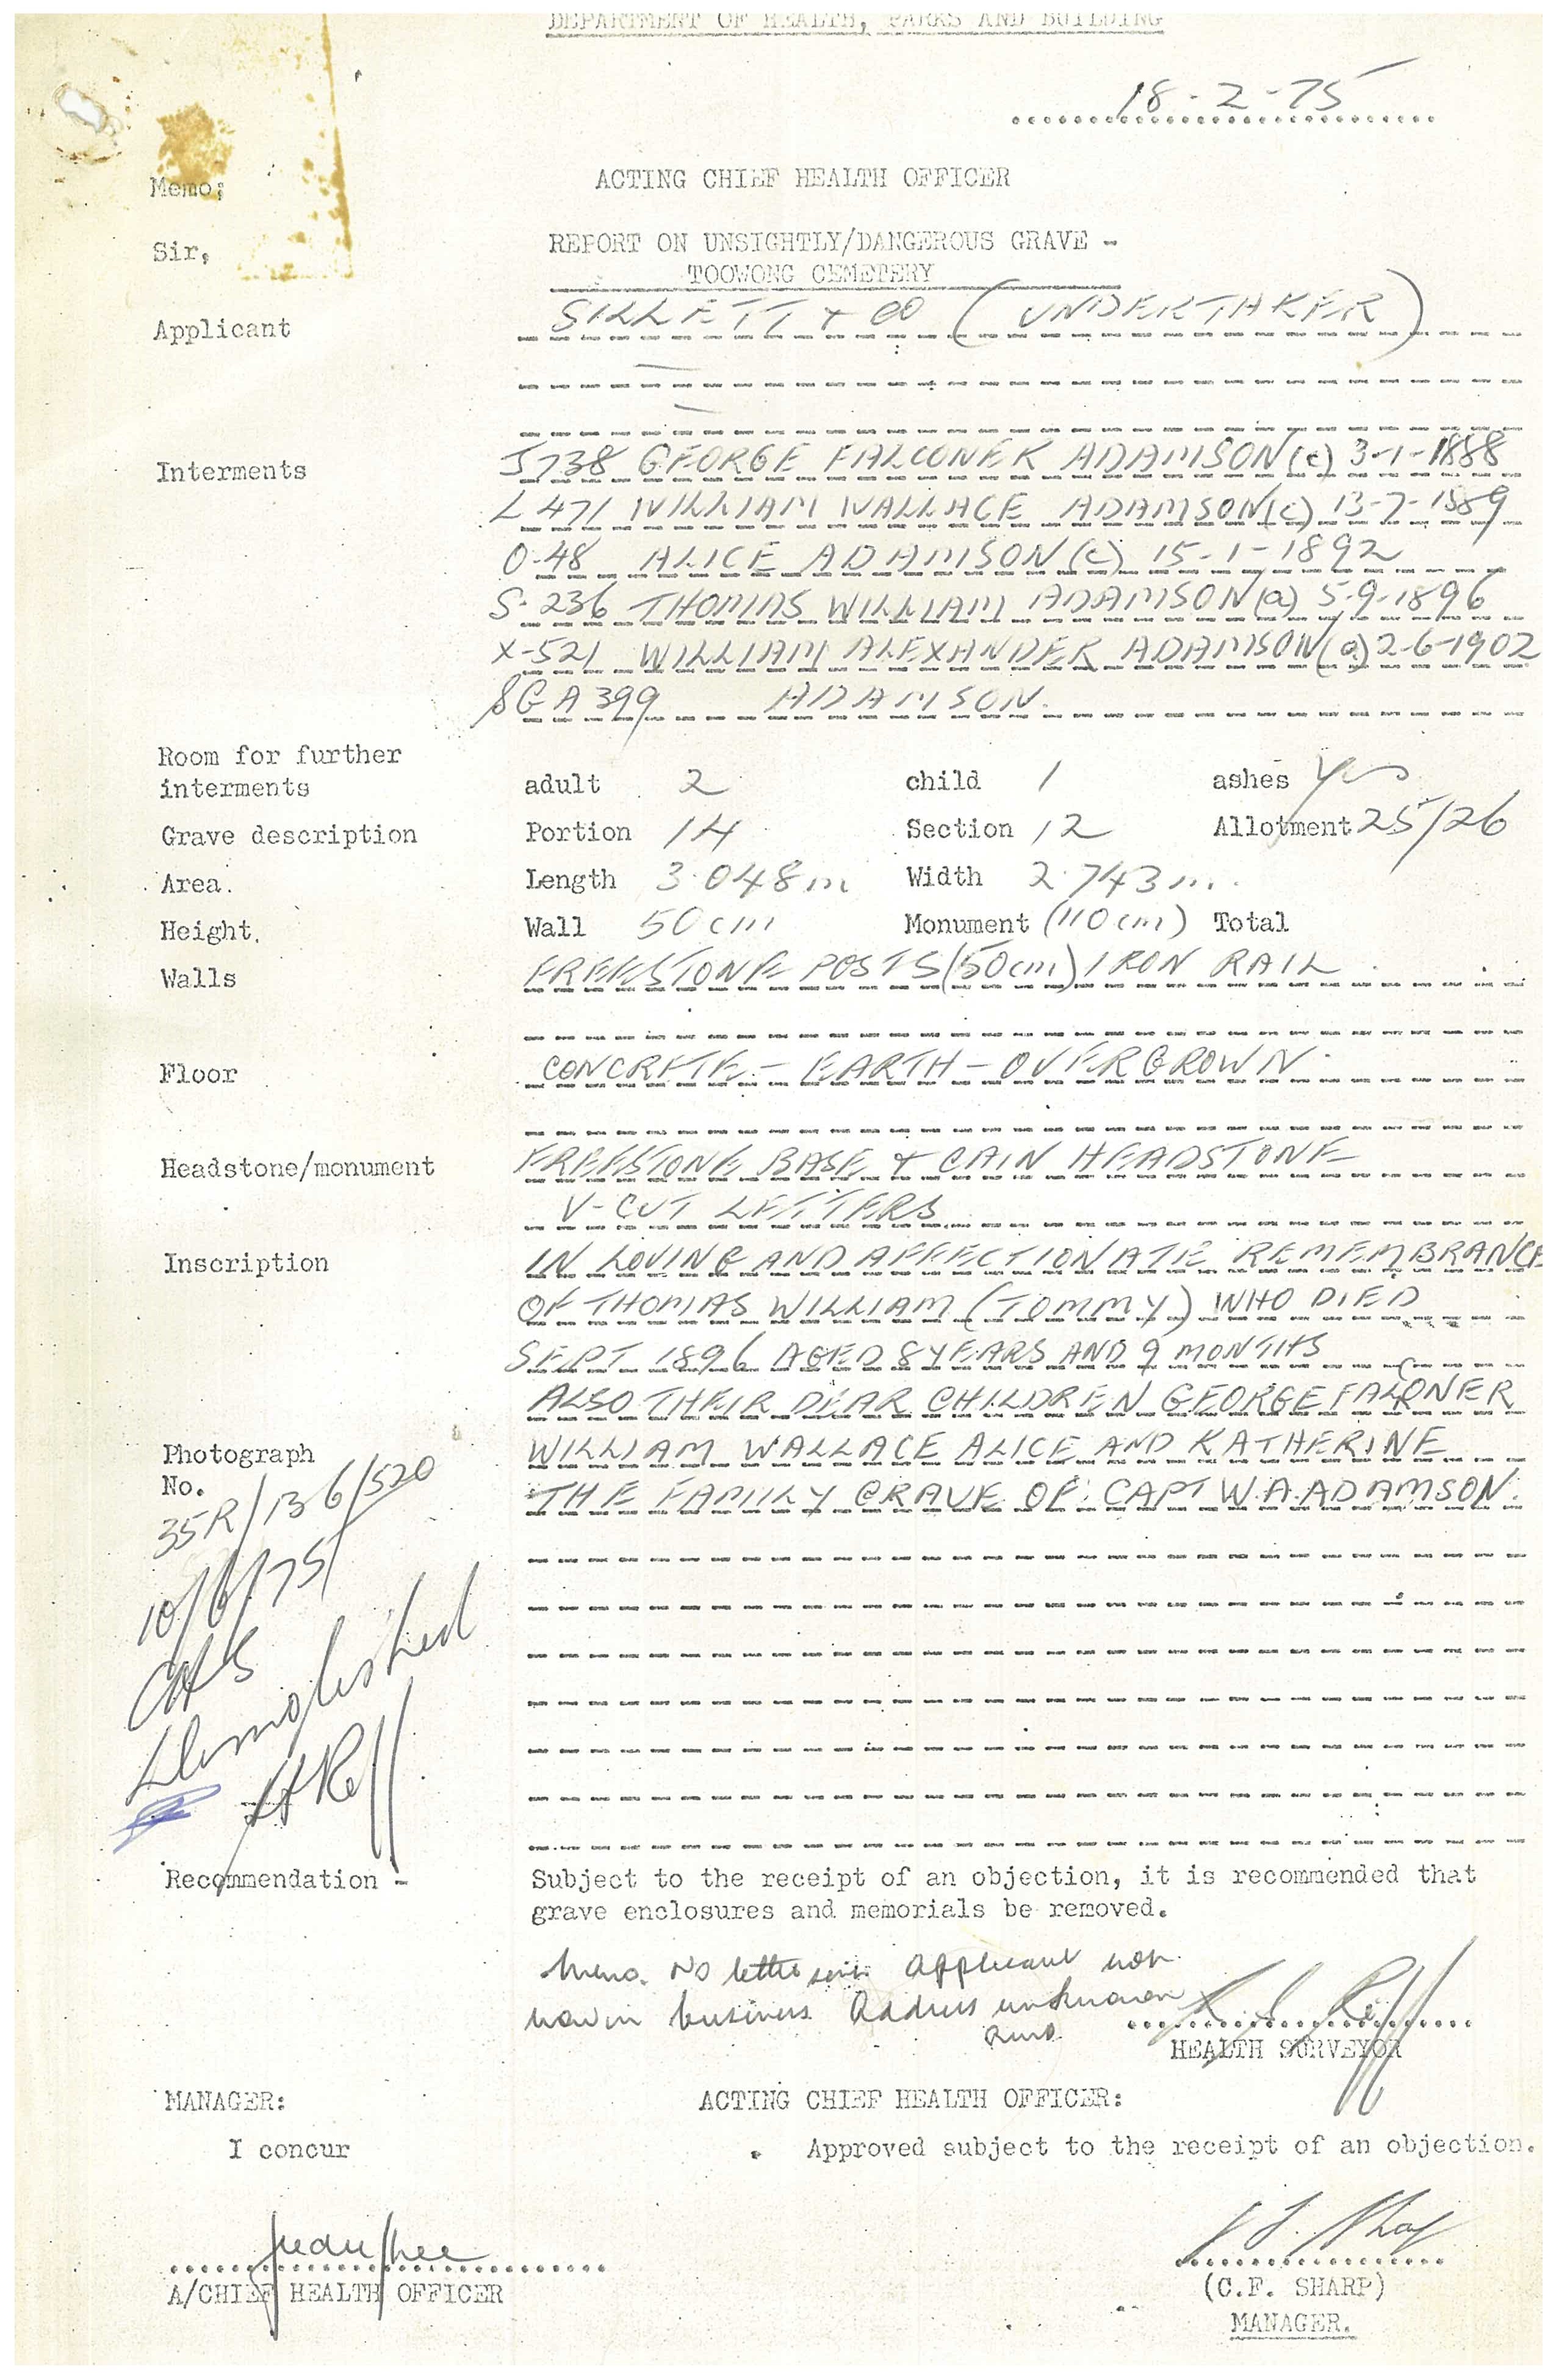 DEPARTMENT OF HEALTH, PARKS AND BUILDING
18-2-75
ACTING CHIEF HEALTH OFFICER
Memo;
Sir,
REPORT ON UNSIGHTLY/DANGEROUS GRAVE -
TOOWONG CEMETERY
Applicant SILLETT & CO (UNDERTAKER)
Interments J738 GEORGE FALCONER ADAMSON (c) 3-1-1888
L 471 WILLIAM WALLACE ADAMSON (c) 13-7-1889
O-48 ALICE ADAMSON (c) 15-1-1892
S-236 THOMAS WILLIAM ADAMSON (a) 5-9-1896
X-521 WILLIAM ALEXANDER ADAMSON (a) 2-6-1902
SGA399 ADAMSON.
Room for further
interments adult 2 child 1 ashes yes
Grave description Portion 14 Section 12 Allotment 25/26
Area. Length 3.048m Width 2.743m.
Height. Wall 50cm Monument (110cm) Total
Walls FREESTONE POSTS (50cm) IRON RAIL
Floor CONCRETE - EARTH - OVERGROWN.
Headstone/monument FREESTONE BASE & CAIN HEADSTONE
V-CUT LETTERS.
Inscription IN LOVING AND AFFECTIONATE REMEMBRANCE
OF THOMAS WILLIAM (TOMMY) WHO DIED
SEPT 1896 AGED 8 YEARS AND 9 MONTHS
ALSO THEIR DEAR CHILDREN GEORGE FALCONER
Photograph WILLIAM WALLACE ALICE AND KATHERINE
No. THE FAMILY GRAVE OF CAPT W.A. ADAMSON.
35R/136/520
10/6/75
Demolished
Recommendation - Subject to the receipt of an objection, it is recommended that
grave enclosures and memorials be removed.
Memo. No letter sent. Applicant not
now in business. Address unknown
HEALTH SURVEYOR
MANAGER: ACTING CHIEF HEALTH OFFICER:
I concur Approved subject to the receipt of an objection.
A/CHIEF HEALTH OFFICER (C.F. SHARP)
MANAGER.